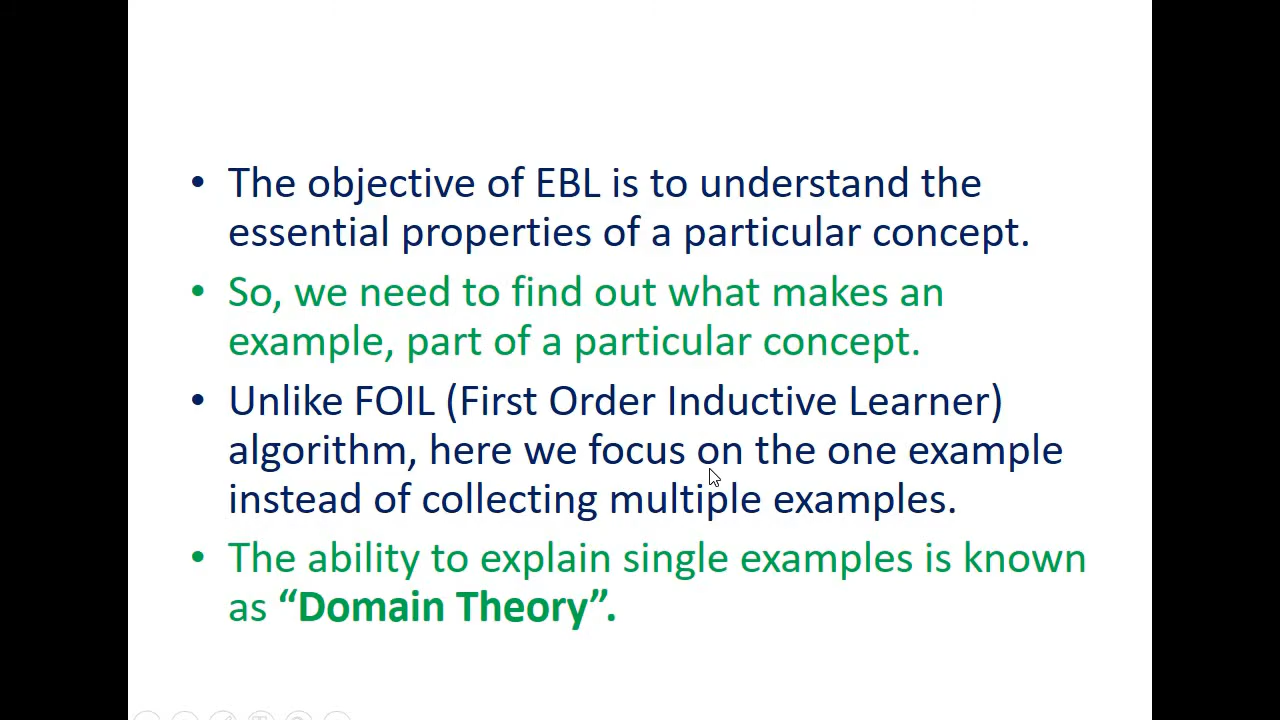 • The objective of EBL is to understand the
essential properties of a particular concept.
• So, we need to find out what makes an
example, part of a particular concept.
• Unlike FOIL (First Order Inductive Learner)
algorithm, here we focus on the one example
instead of collecting multiple examples.
• The ability to explain single examples is known
as “Domain Theory”.